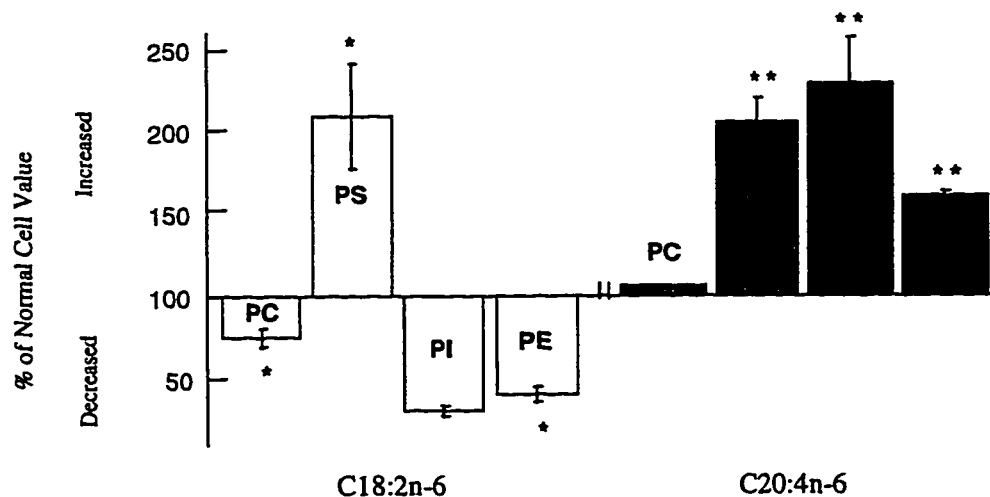 % of Normal Cell Value
Increased
Decreased
250
200
150
100
50
*
PS
PC
*
PI
PE
*
PC
**
**
**
C18:2n-6
C20:4n-6